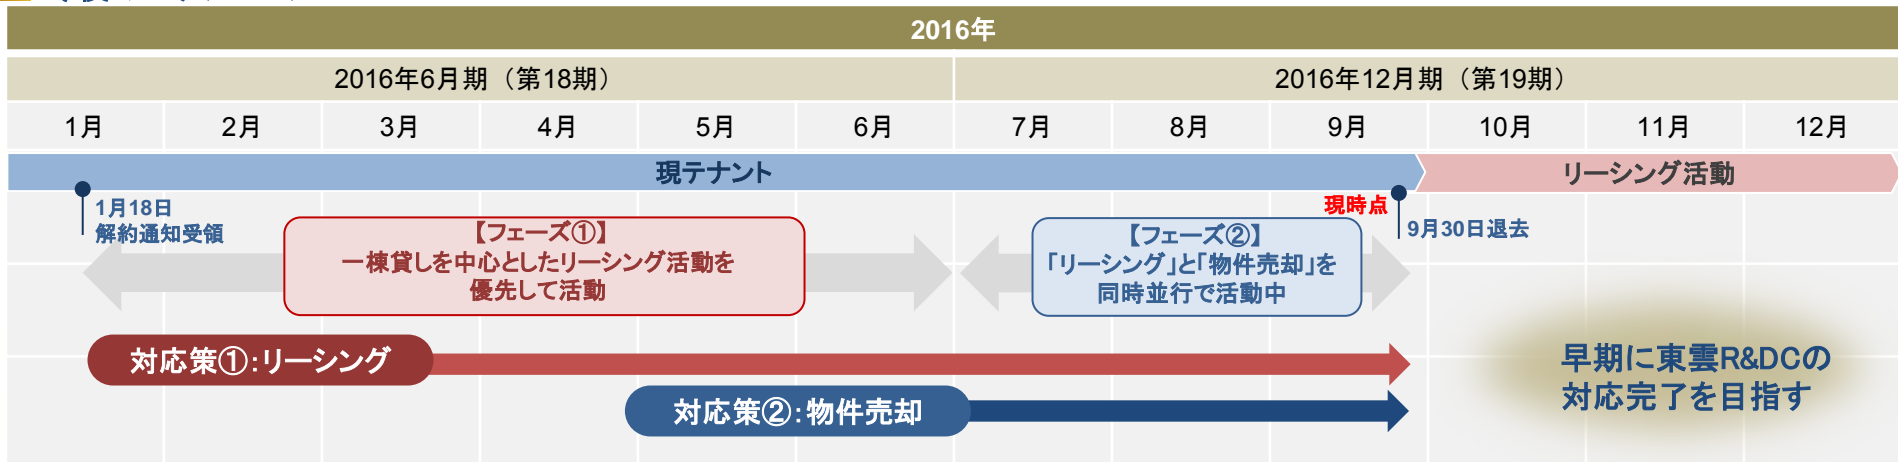 2016年
2016年6月期（第18期）
2016年12月期（第19期）
1月
2月
3月
4月
5月
6月
7月
8月
9月
10月
11月
12月
現テナント
リーシング活動
1月18日
解約通知受領
現時点
9月30日退去
【フェーズ①】
一棟貸しを中心としたリーシング活動を
優先して活動
【フェーズ②】
「リーシング」と「物件売却」を
同時並行で活動中
対応策①：リーシング
対応策②：物件売却
早期に東雲R&DCの
対応完了を目指す